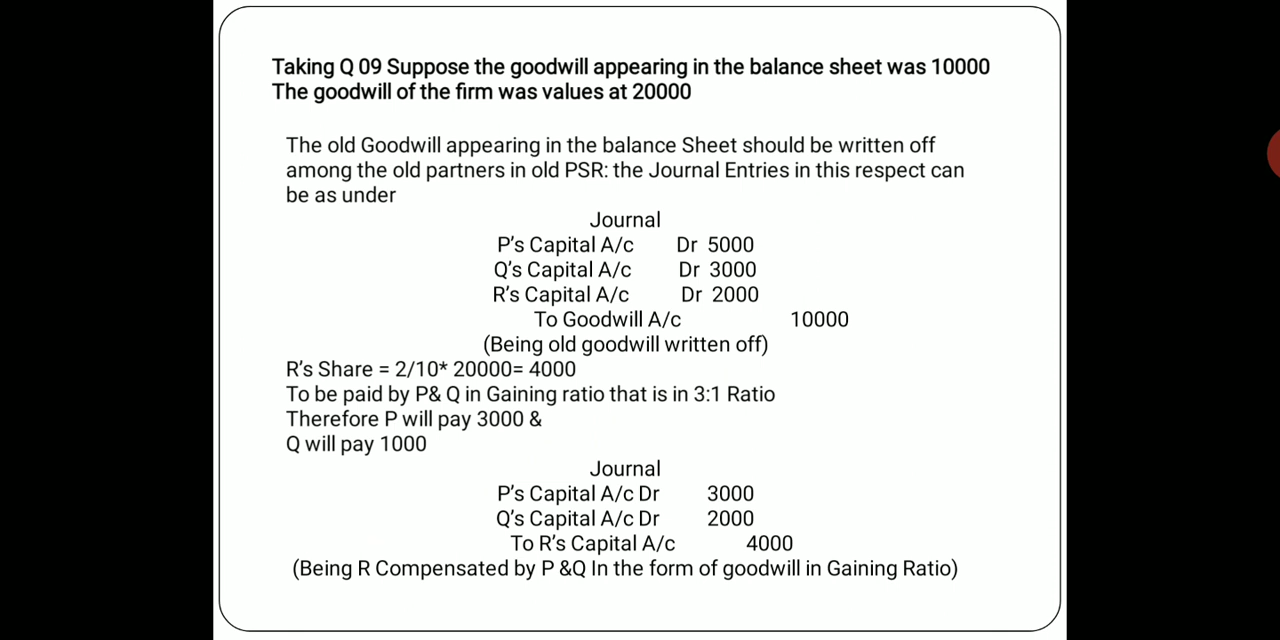 Taking Q 09 Suppose the goodwill appearing in the balance sheet was 10000
The goodwill of the firm was values at 20000
The old Goodwill appearing in the balance Sheet should be written off
among the old partners in old PSR: the Journal Entries in this respect can
be as under
Journal
P's Capital A/c Dr 5000
Q's Capital A/c Dr 3000
R's Capital A/c Dr 2000
To Goodwill A/c 10000
(Being old goodwill written off)
R's Share = 2/10* 20000= 4000
To be paid by P& Q in Gaining ratio that is in 3:1 Ratio
Therefore P will pay 3000 &
Q will pay 1000
Journal
P's Capital A/c Dr 3000
Q's Capital A/c Dr 2000
To R's Capital A/c 4000
(Being R Compensated by P &Q In the form of goodwill in Gaining Ratio)